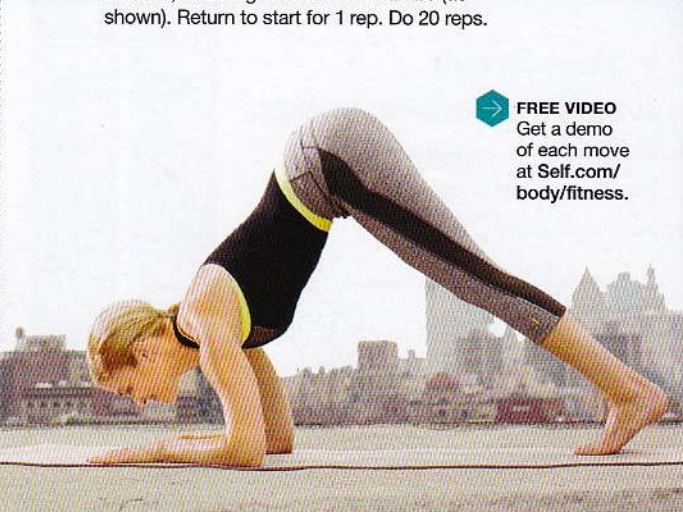 shown). Return to start for 1 rep. Do 20 reps.
FREE VIDEO
Get a demo
of each move
at Self.com/
body/fitness.